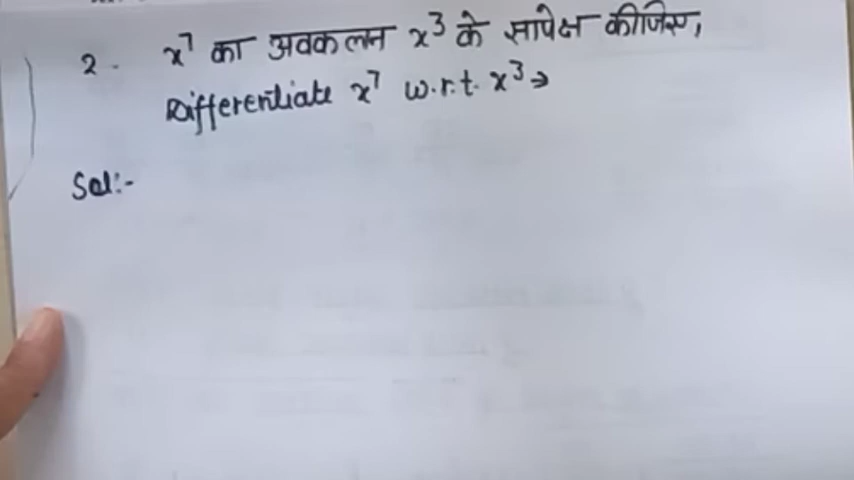 2. x⁷ का अवकलन x³ के सापेक्ष कीजिए,
Differentiate x⁷ w.r.t. x³ →
Sol:-